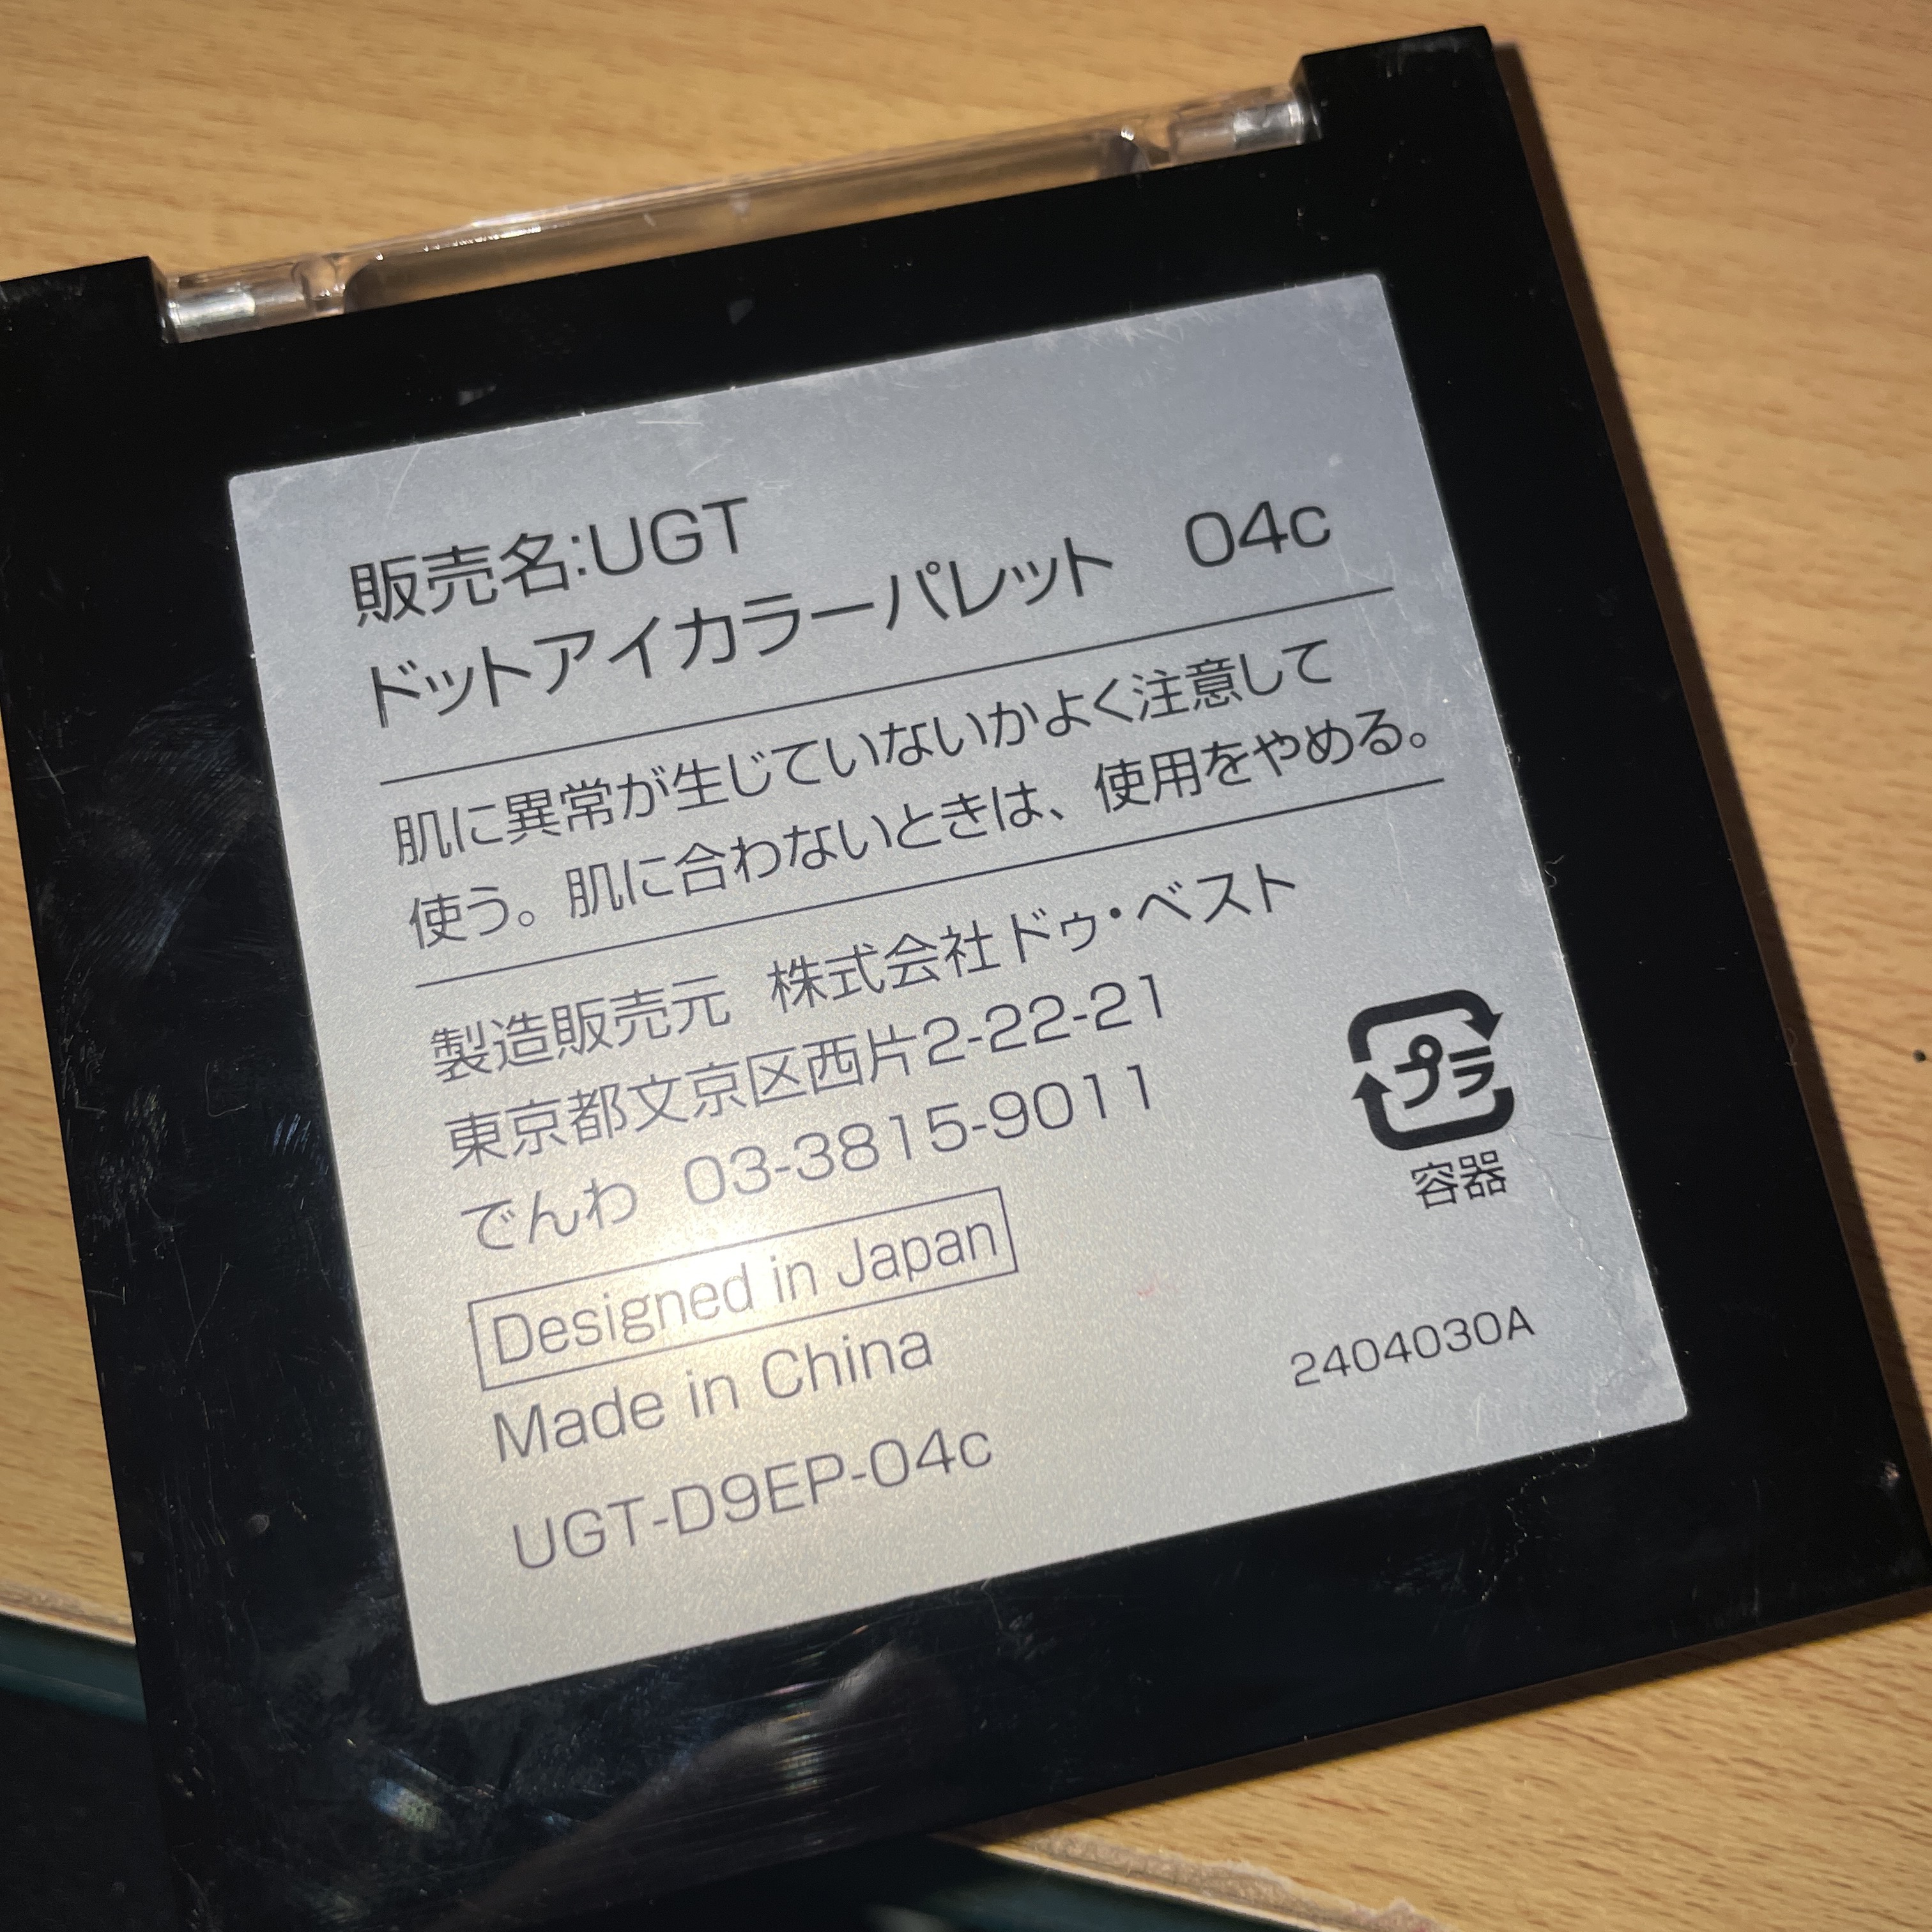 販売名:UGT
ドットアイカラーパレット 04c
肌に異常が生じていないかよく注意して
使う。肌に合わないときは、使用をやめる。
製造販売元 株式会社ドゥ・ベスト
東京都文京区西片2-22-21
でんわ 03-3815-9011
プラ
容器
Designed in Japan
Made in China
2404030A
UGT-D9EP-04c